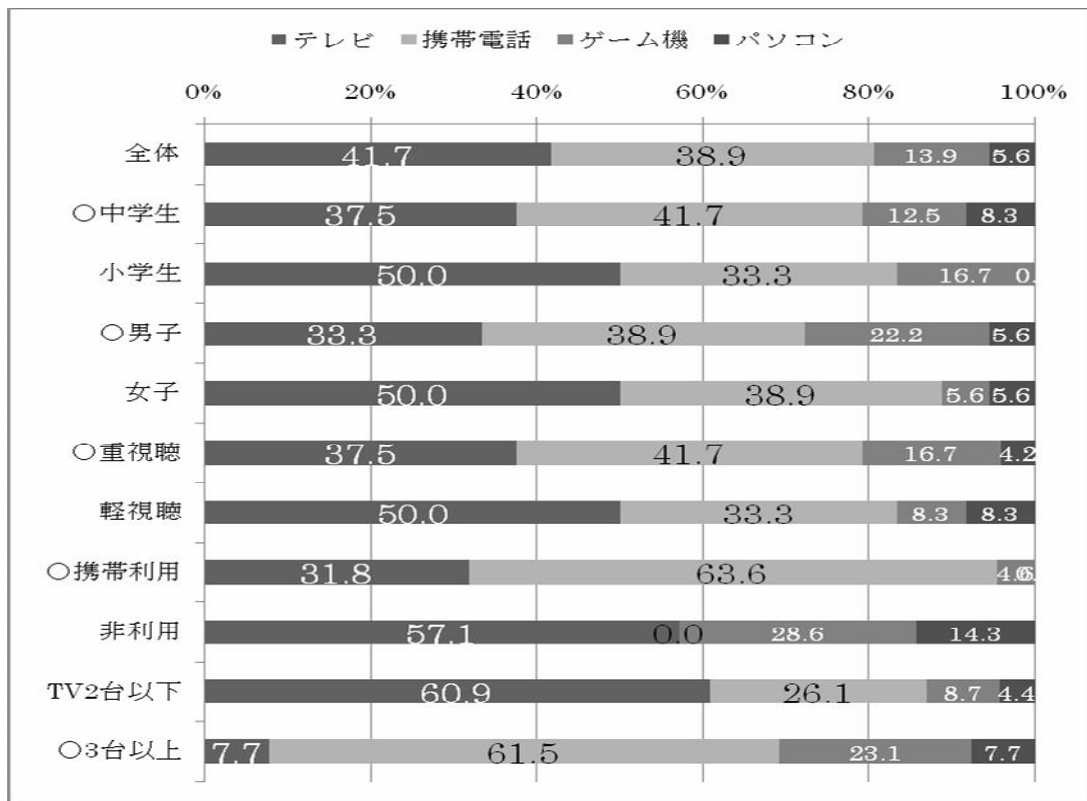 ■テレビ ■携帯電話 ■ゲーム機 ■パソコン
0% 20% 40% 60% 80% 100%
全体 41.7 38.9 13.9 5.6
○中学生 37.5 41.7 12.5 8.3
小学生 50.0 33.3 16.7 0.
○男子 33.3 38.9 22.2 5.6
女子 50.0 38.9 5.6 5.6
○重視聴 37.5 41.7 16.7 4.2
軽視聴 50.0 33.3 8.3 8.3
○携帯利用 31.8 63.6
非利用 57.1 0.0 28.6 14.3
TV2台以下 60.9 26.1 8.7 4.4
○3台以上 7.7 61.5 23.1 7.7